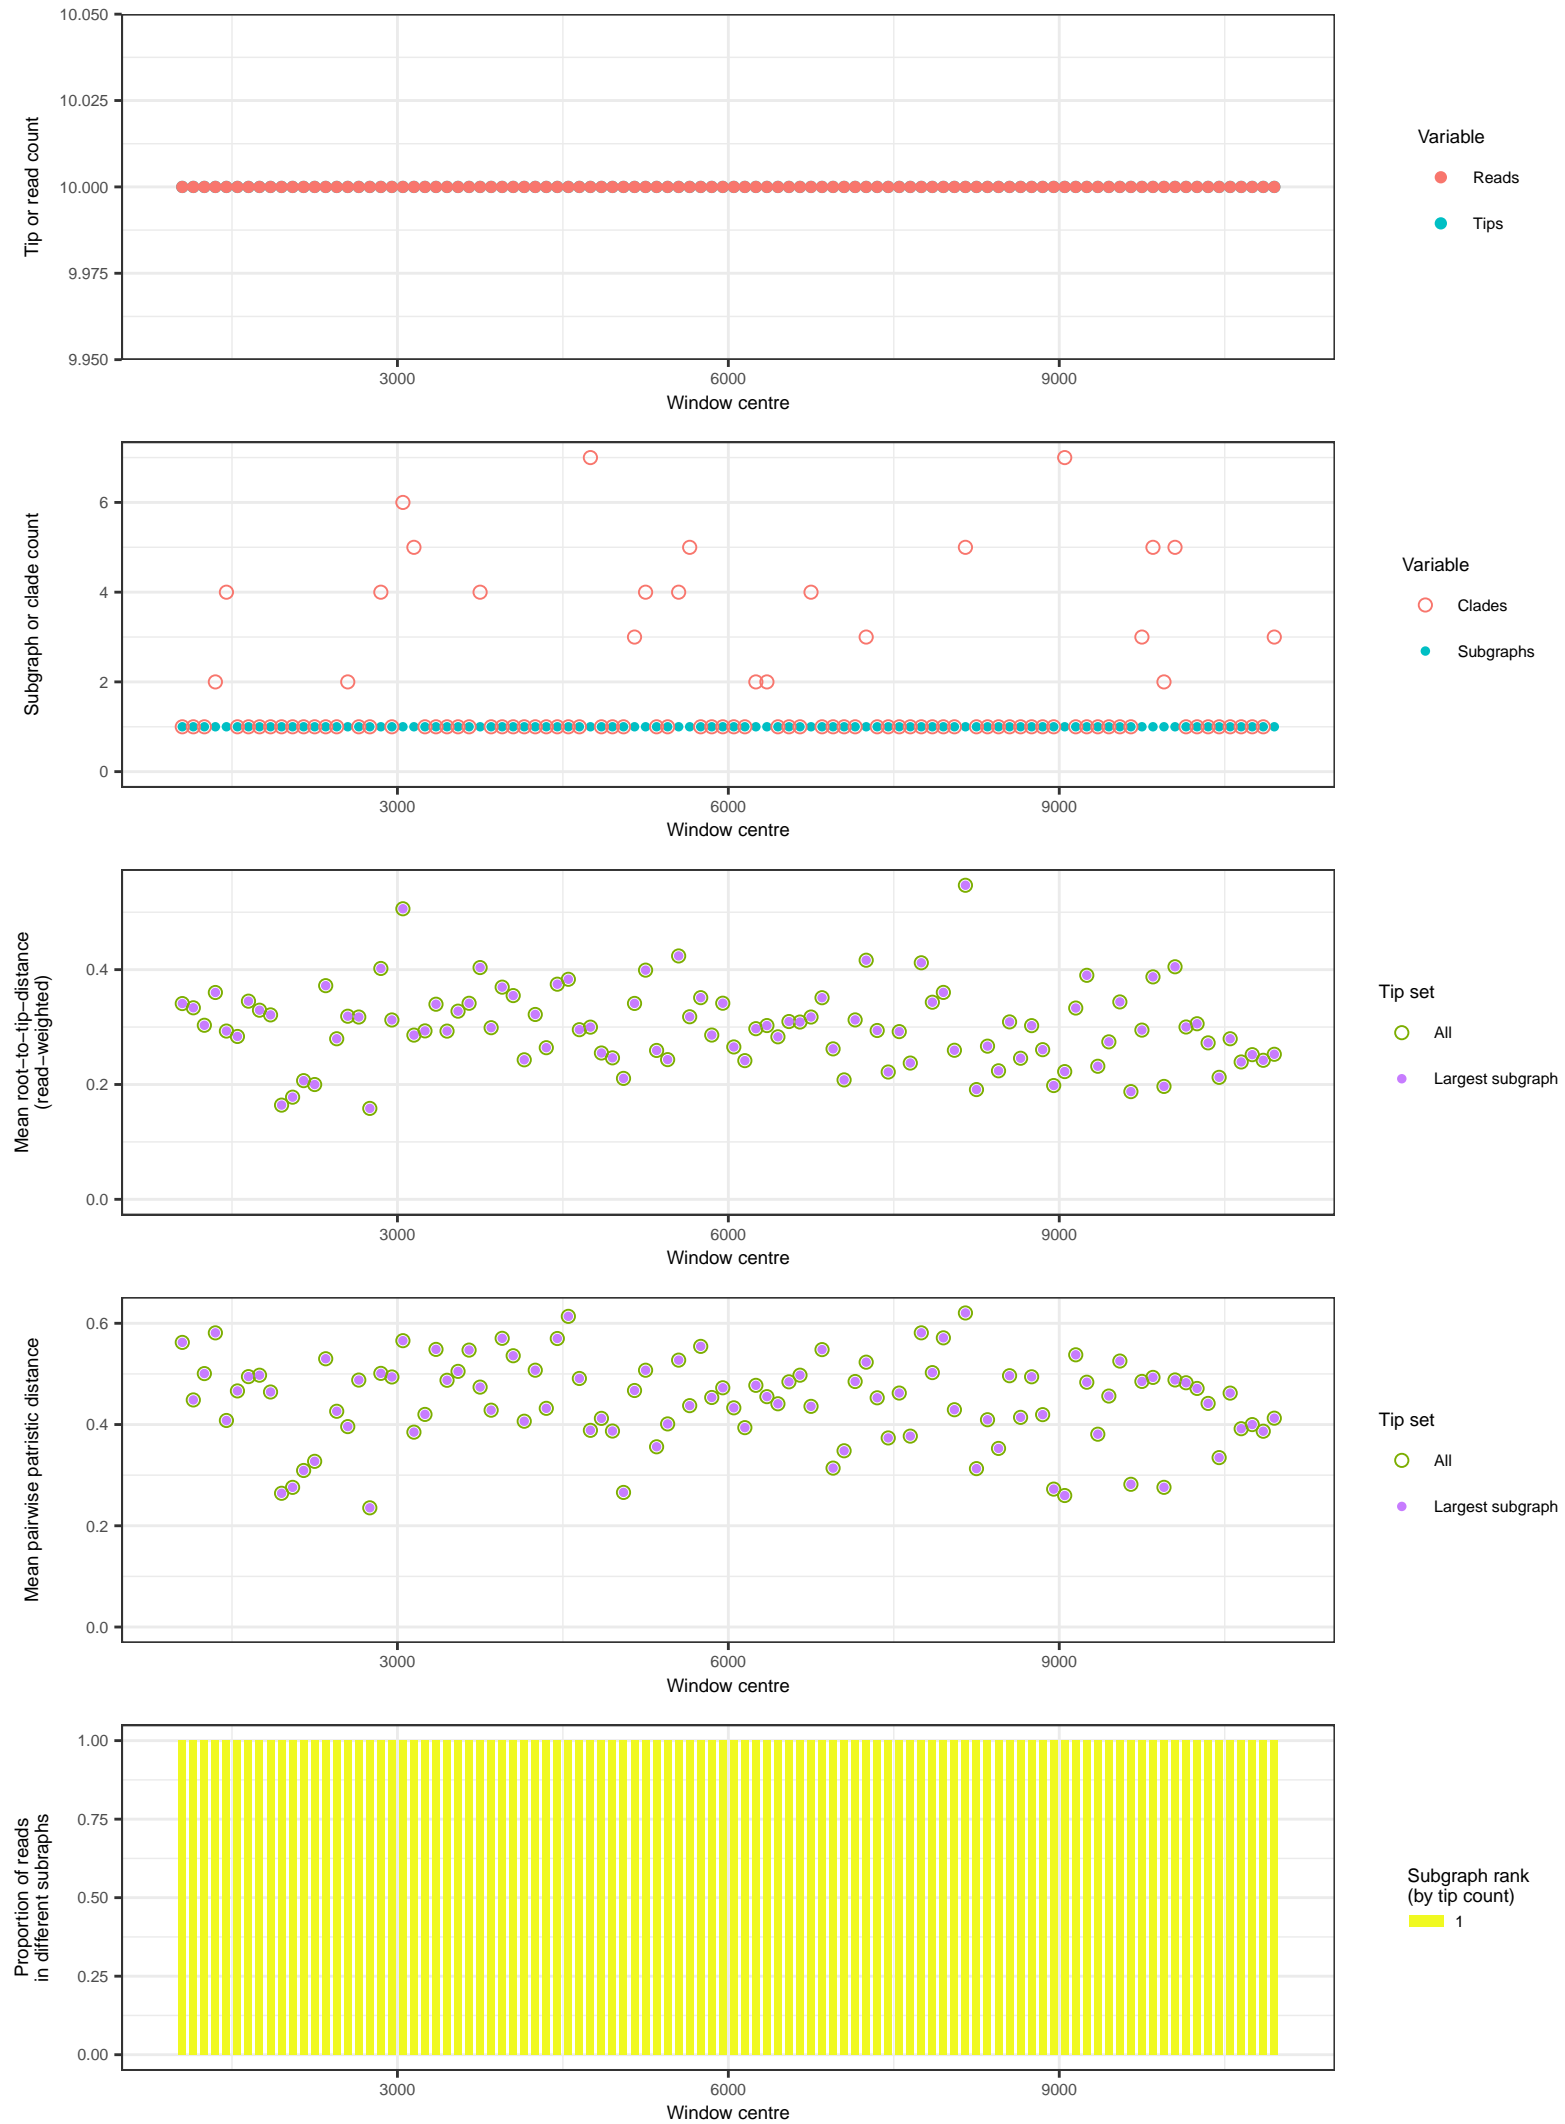 10.050
10.025
10.000
9.975
9.950
Tip or read count
3000
6000
9000
Window centre
Variable
Reads
Tips
6
4
2
0
Subgraph or clade count
3000
6000
9000
Window centre
Variable
Clades
Subgraphs
0.4
0.2
0.0
Mean root−to−tip−distance
(read−weighted)
3000
6000
9000
Window centre
Tip set
All
Largest subgraph
0.6
0.4
0.2
0.0
Mean pairwise patristic distance
3000
6000
9000
Window centre
Tip set
All
Largest subgraph
1.00
0.75
0.50
0.25
0.00
Proportion of reads
in different subraphs
3000
6000
9000
Window centre
Subgraph rank
(by tip count)
1